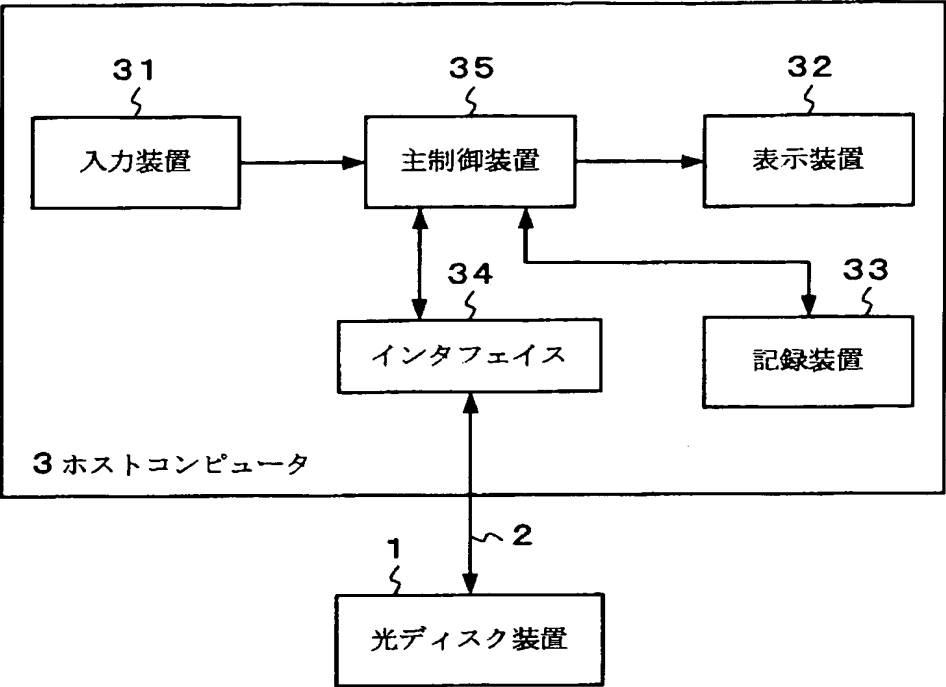 31
35
32
入力装置
主制御装置
表示装置
34
33
インタフェイス
記録装置
3 ホストコンピュータ
2
1
光ディスク装置